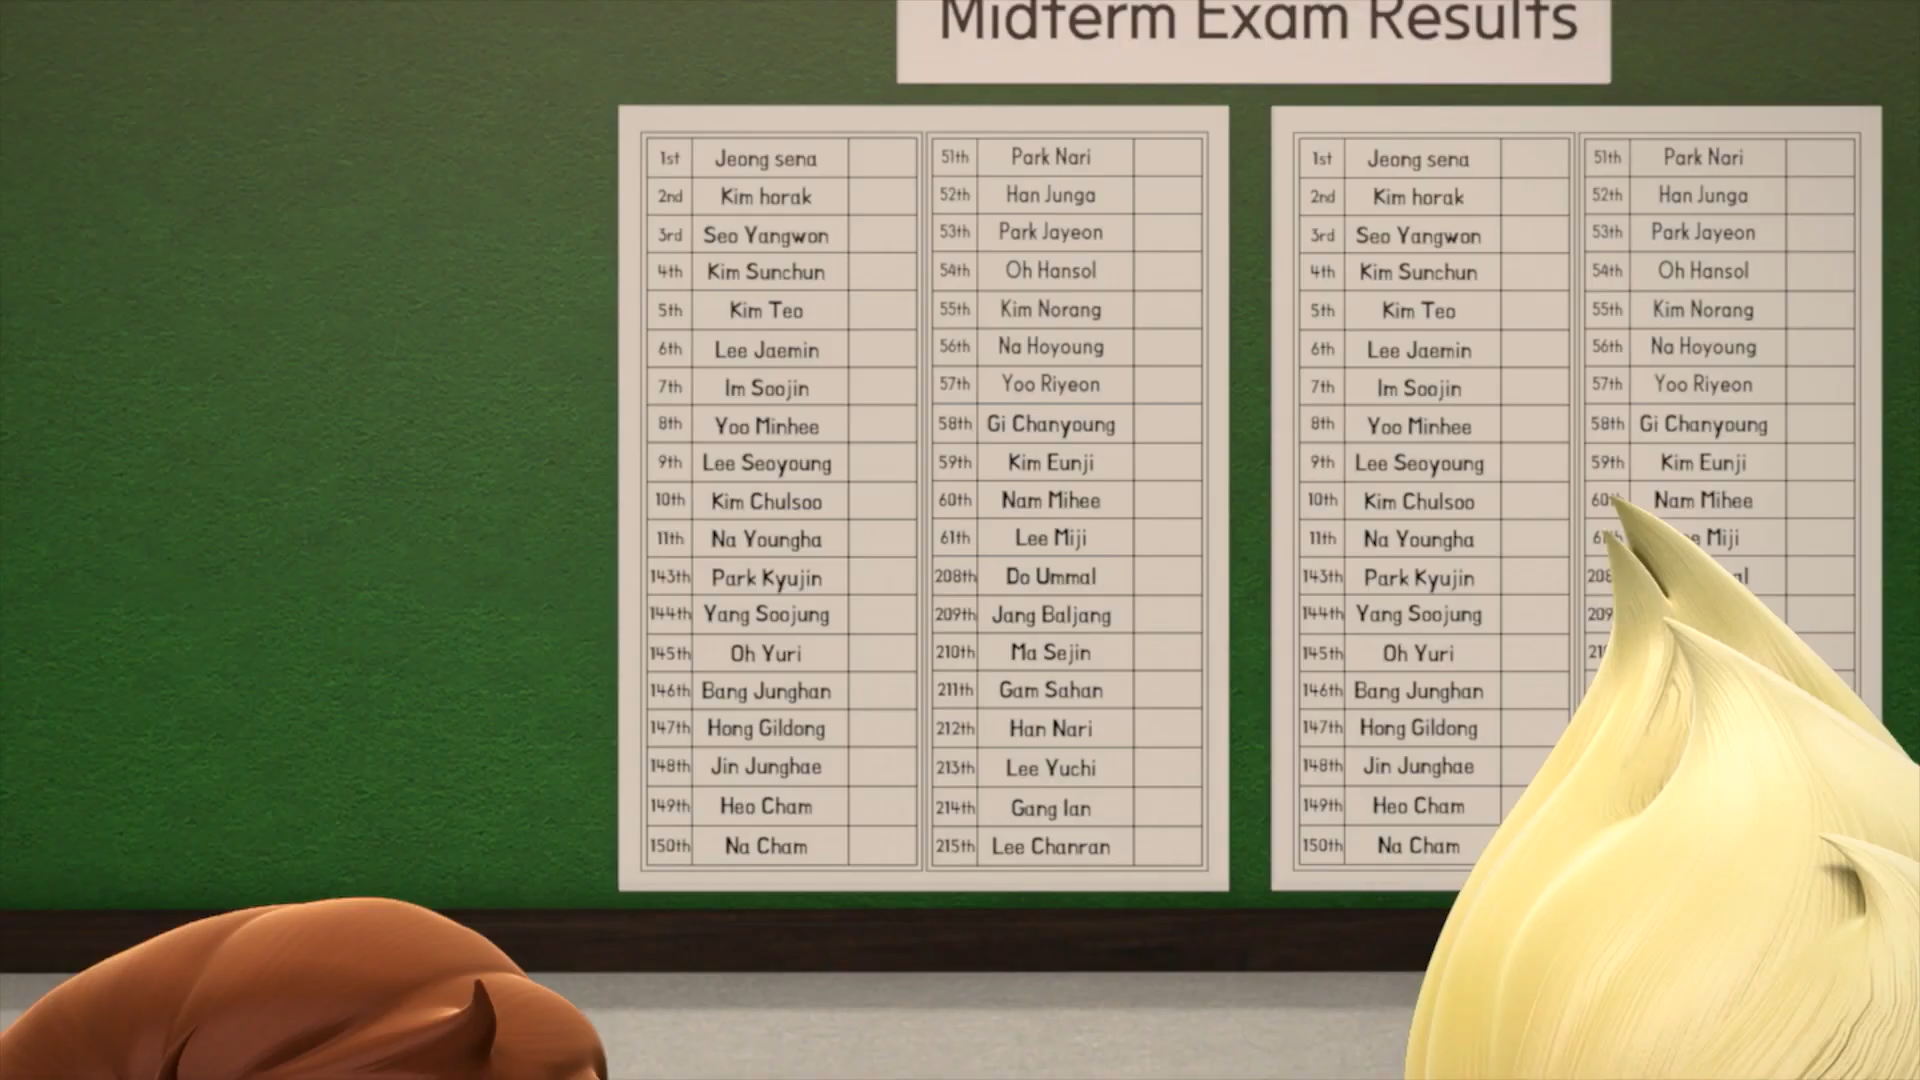 Midterm Exam Results
1st Jeong sena
2nd Kim horak
3rd Seo Yangwon
4th Kim Sunchun
5th Kim Teo
6th Lee Jaemin
7th Im Soojin
8th Yoo Minhee
9th Lee Seoyoung
10th Kim Chulsoo
11th Na Youngha
143th Park Kyujin
144th Yang Soojung
145th Oh Yuri
146th Bang Junghan
147th Hong Gildong
148th Jin Junghae
149th Heo Cham
150th Na Cham
51th Park Nari
52th Han Junga
53th Park Jayeon
54th Oh Hansol
55th Kim Norang
56th Na Hoyoung
57th Yoo Riyeon
58th Gi Chanyoung
59th Kim Eunji
60th Nam Mihee
61th Lee Miji
208th Do Ummal
209th Jang Baljang
210th Ma Sejin
211th Gam Sahan
212th Han Nari
213th Lee Yuchi
214th Gang Ian
215th Lee Chanran
1st Jeong sena
2nd Kim horak
3rd Seo Yangwon
4th Kim Sunchun
5th Kim Teo
6th Lee Jaemin
7th Im Soojin
8th Yoo Minhee
9th Lee Seoyoung
10th Kim Chulsoo
11th Na Youngha
143th Park Kyujin
144th Yang Soojung
145th Oh Yuri
146th Bang Junghan
147th Hong Gildong
148th Jin Junghae
149th Heo Cham
150th Na Cham
51th Park Nari
52th Han Junga
53th Park Jayeon
54th Oh Hansol
55th Kim Norang
56th Na Hoyoung
57th Yoo Riyeon
58th Gi Chanyoung
59th Kim Eunji
Nam Mihee
Miji